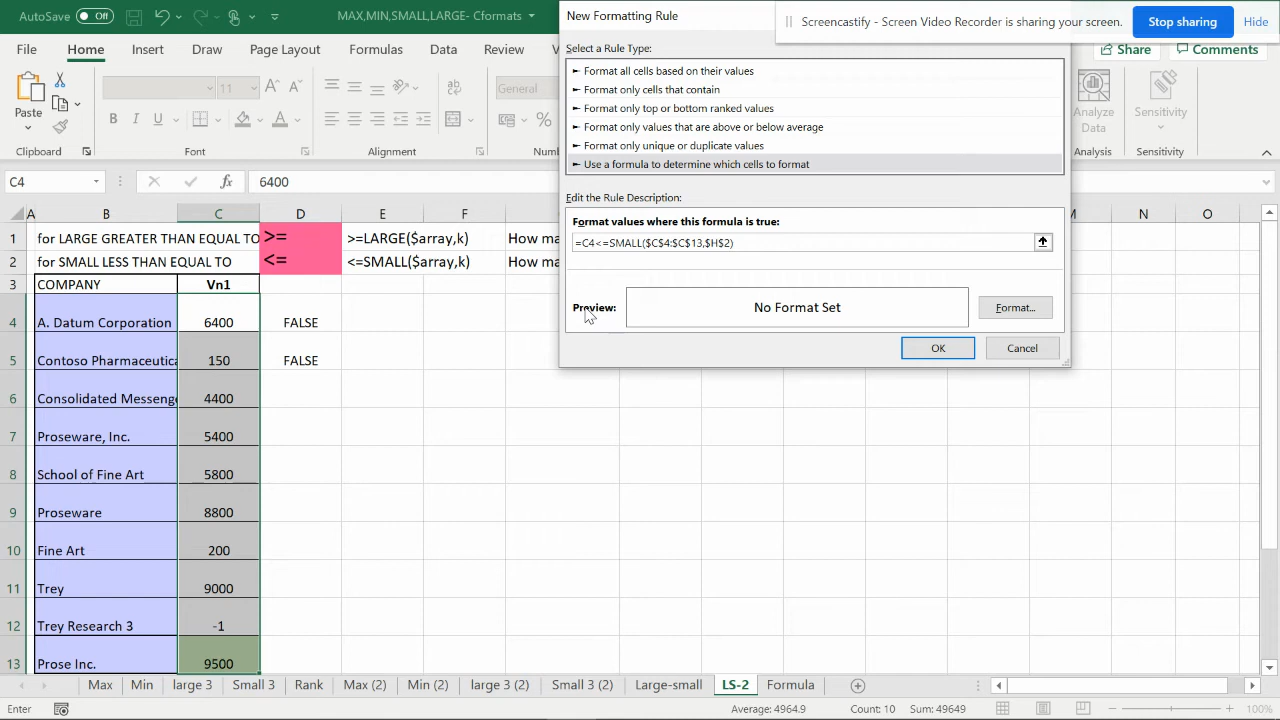 AutoSave Off MAX,MIN,SMALL,LARGE- Cformats
New Formatting Rule
Screencastify - Screen Video Recorder is sharing your screen. Stop sharing Hide
File Home Insert Draw Page Layout Formulas Data Review
Share Comments
Select a Rule Type:
► Format all cells based on their values
► Format only cells that contain
► Format only top or bottom ranked values
► Format only values that are above or below average
► Format only unique or duplicate values
► Use a formula to determine which cells to format
Paste
11
General
Analyze Data
Sensitivity
Clipboard Font Alignment Analysis Sensitivity
C4 fx 6400
Edit the Rule Description:
Format values where this formula is true:
=C4<=SMALL($C$4:$C$13,$H$2)
Preview: No Format Set Format...
OK Cancel
A B C D E F N O
1 for LARGE GREATER THAN EQUAL TO >= >=LARGE($array,k)
2 for SMALL LESS THAN EQUAL TO <= <=SMALL($array,k)
3 COMPANY Vn1
4 A. Datum Corporation 6400 FALSE
5 150 FALSE
6 Consolidated 4400
7 Proseware, Inc. 5400
8 School of Fine Art 5800
9 Proseware 8800
10 Fine Art 200
11 Trey 9000
12 Trey Research 3 -1
13 Prose Inc. 9500
Max Min large 3 Small 3 Rank Max (2) Min (2) large 3 (2) Small 3 (2) Large-small LS-2 Formula
Enter Average: 4964.9 Count: 10 Sum: 49649 100%